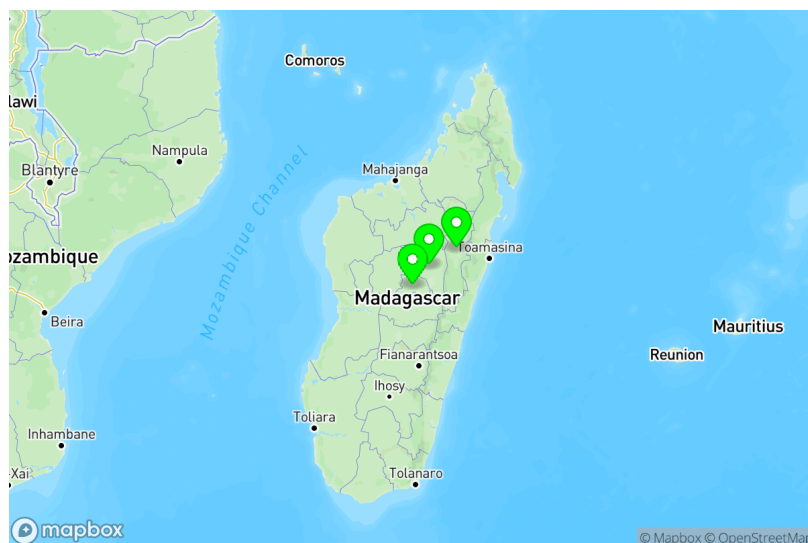 Comoros
lawi
Nampula
Blantyre
Mahajanga
Mozambique Channel
Toamasina
ozambique
Madagascar
Beira
Mauritius
Reunion
Fianarantsoa
Ihosy
Toliara
Inhambane
-Xai
Tolanaro
mapbox
© Mapbox © OpenStreetMap